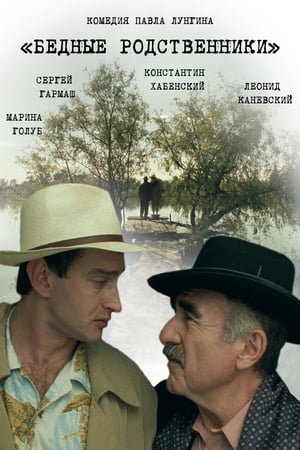 КОМЕДИЯ ПАВЛА ЛУНГИНА
«БЕДНЫЕ РОДСТВЕННИКИ»
СЕРГЕЙ
ГАРМАШ
КОНСТАНТИН
ХАБЕНСКИЙ
ЛЕОНИД
КАНЕВСКИЙ
МАРИНА
ГОЛУБ